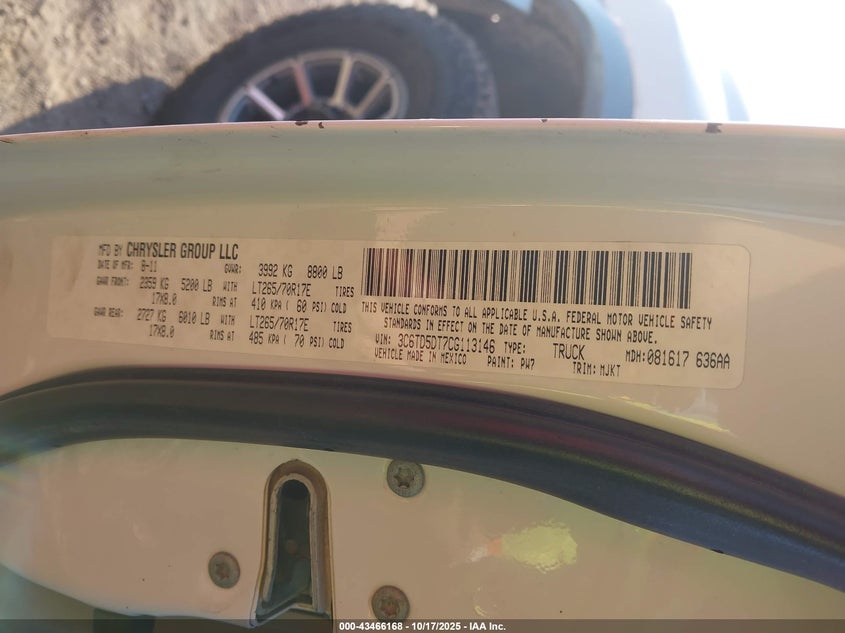 MFD BY CHRYSLER GROUP LLC
DATE OF MFR: 8-11 GVWR: 3992 KG 8800 LB
GAWR FRONT: 2359 KG 5200 LB WITH LT265/70R17E TIRES
17X8.0 RIMS AT 410 KPA ( 60 PSI) COLD
GAWR REAR: 2727 KG 6010 LB WITH LT265/70R17E TIRES
17X8.0 RIMS AT 485 KPA ( 70 PSI) COLD
THIS VEHICLE CONFORMS TO ALL APPLICABLE U.S.A. FEDERAL MOTOR VEHICLE SAFETY
STANDARDS IN EFFECT ON THE DATE OF MANUFACTURE SHOWN ABOVE.
VIN: 3C6TD5DT7CG113146 TYPE: TRUCK MDH: 081617 636AA
VEHICLE MADE IN MEXICO PAINT: PW7 TRIM: MJKT
000-43466168 - 10/17/2025 - IAA Inc.